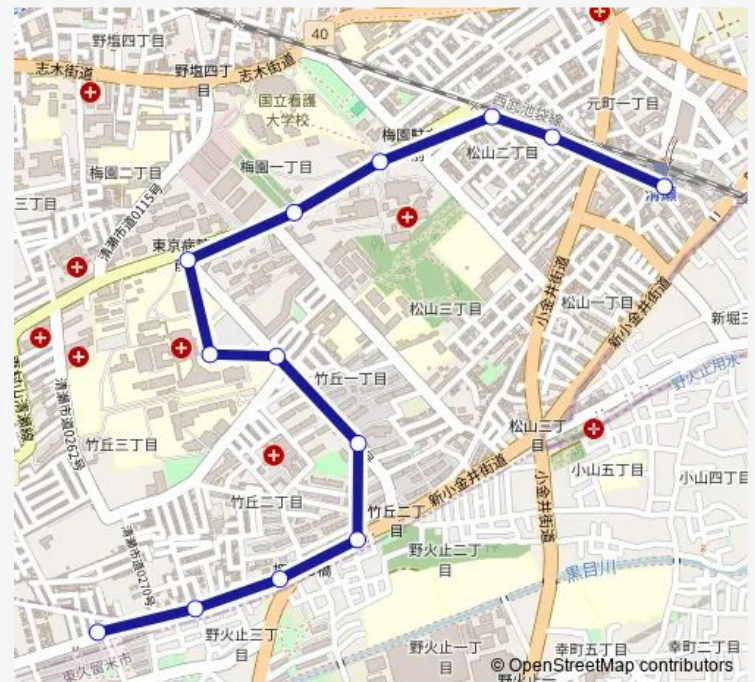 野塩四丁目
40
志木街道
野塩四丁
目
志木街道
国立看護
大学校
西武池袋線
元町一丁目
梅園二丁目
梅園一丁目
松山二丁目
清瀬
三丁目
清瀬市道0115号
東京病院
松山三丁目
小金井街道
松山一丁目
新小金井街道
新堀三
野火止用水
竹丘一丁目
清瀬市道0262号
竹丘三丁目
松山三丁
目
小山五丁目
小山四丁目
新小金井街道
小金井街道
竹丘二丁目
竹丘二丁
目
清瀬市道0270号
野火止二丁
目
黒目川
野火止三丁
目
東久留米市
野火止一丁
目
幸町五丁目
幸町二丁目
野火止一
© OpenStreetMap contributors